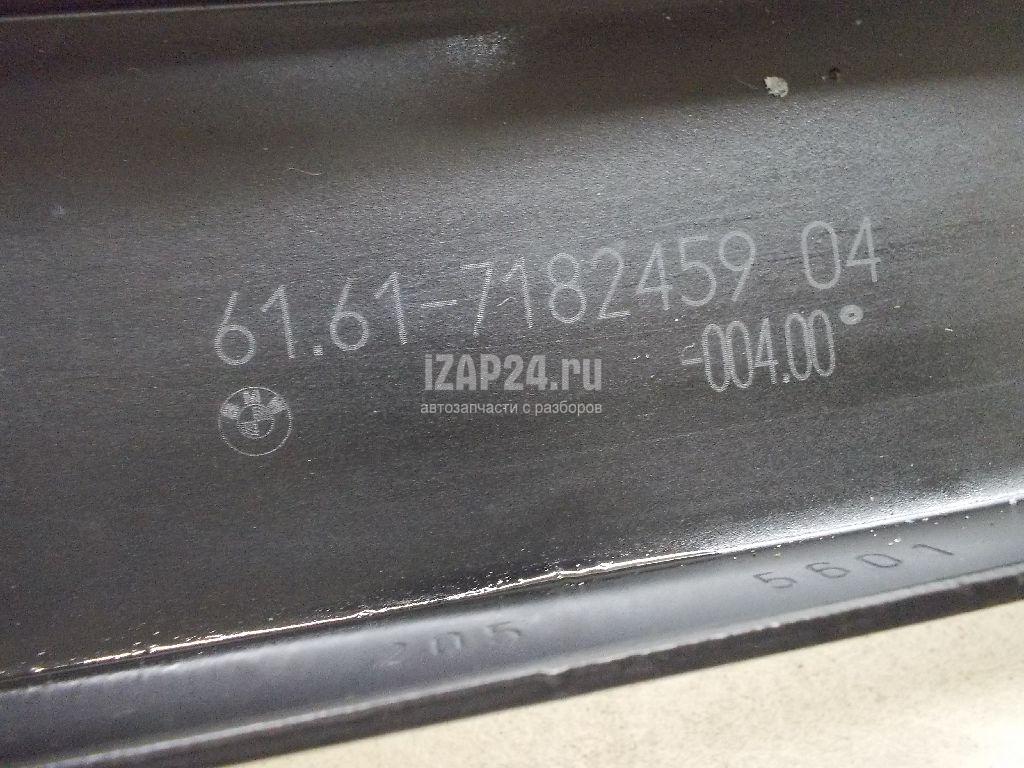 61.61-7182459 04
-004.00
iZAP24.ru
автозапчасти с разборов
BMW
205 5601